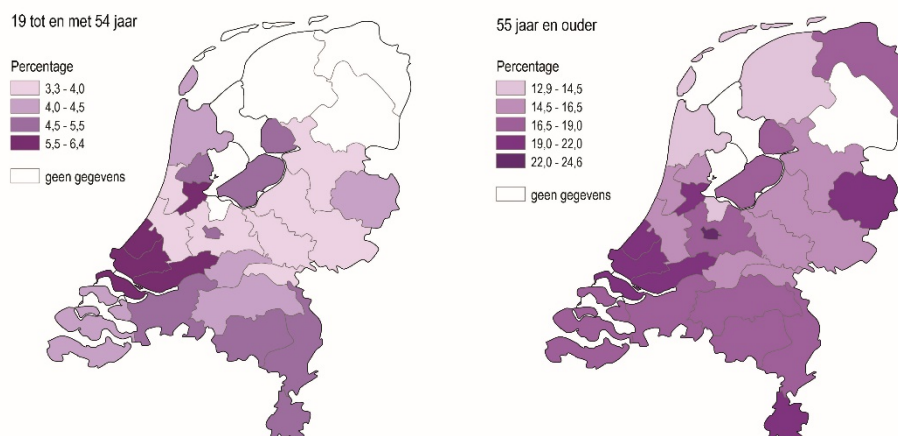 19 tot en met 54 jaar
Percentage
3,3 - 4,0
4,0 - 4,5
4,5 - 5,5
5,5 - 6,4
geen gegevens
55 jaar en ouder
Percentage
12,9 - 14,5
14,5 - 16,5
16,5 - 19,0
19,0 - 22,0
22,0 - 24,6
geen gegevens